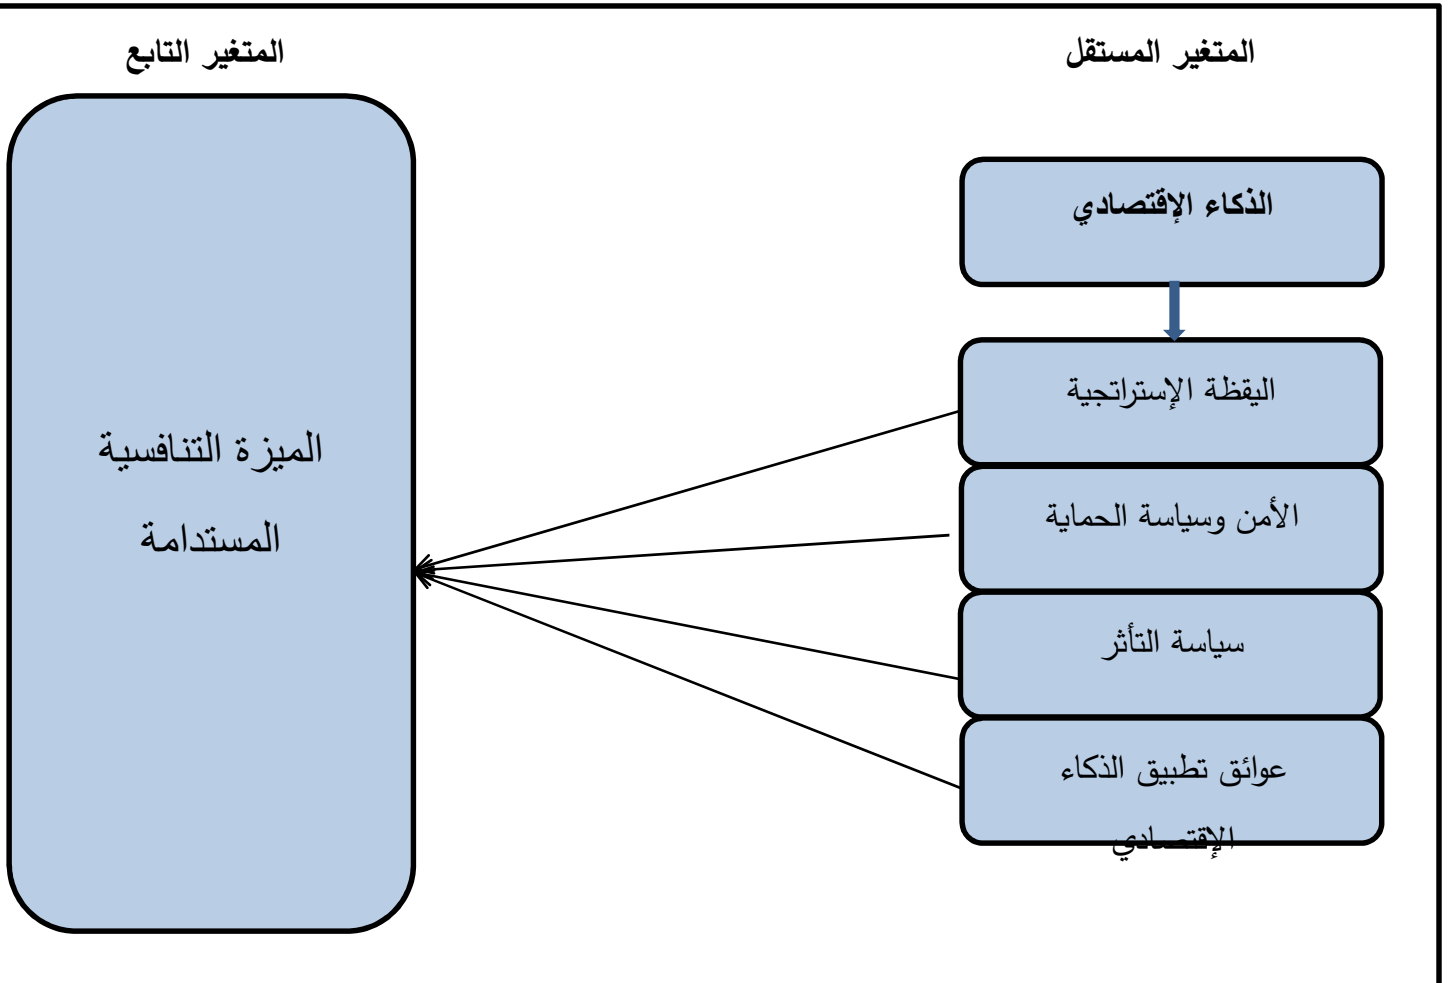 المتغير المستقل
المتغير التابع
الذكاء الإقتصادي
اليقظة الإستراتجية
الأمن وسياسة الحماية
سياسة التأثر
عوائق تطبيق الذكاء
الإقتصادي
الميزة التنافسية
المستدامة